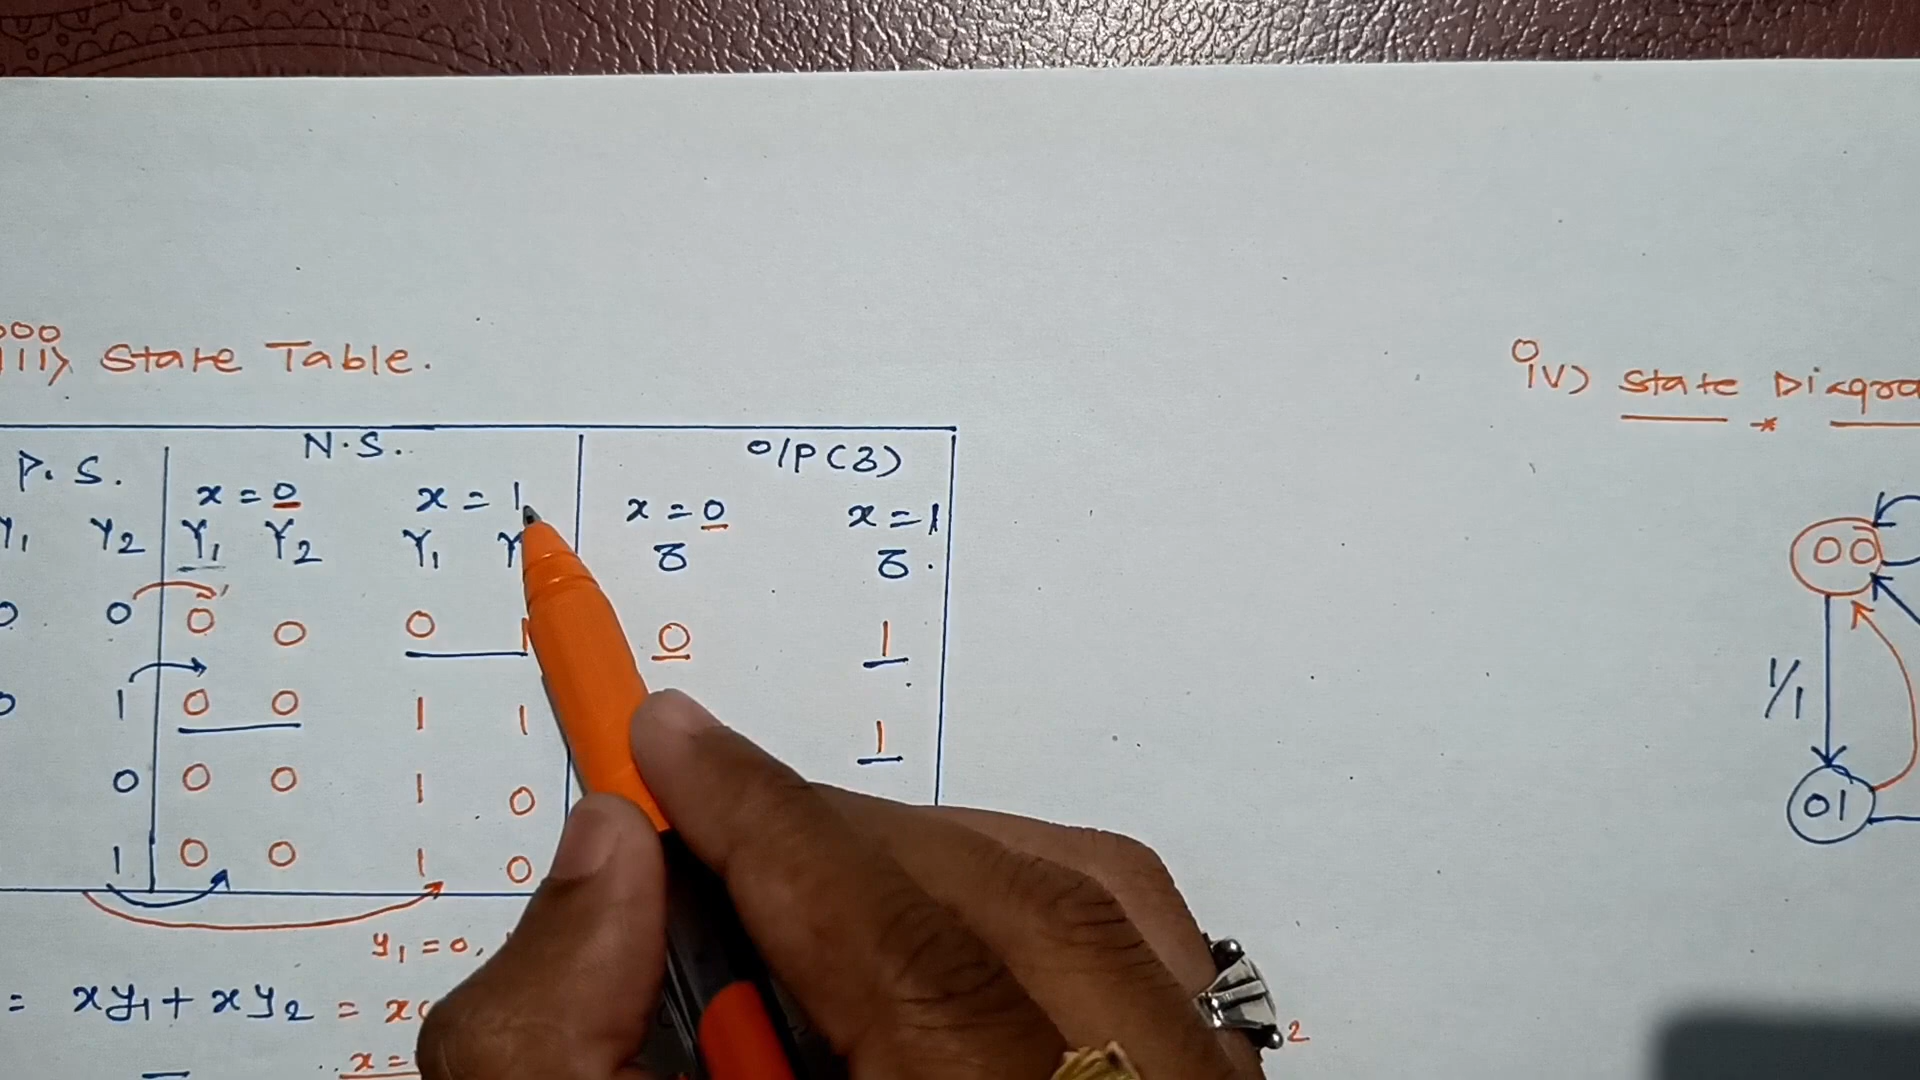 iii) State Table.
iv) State Diagra
P.S. N.S. O/P(z)
x = 0 x = 1 x = 0 x = 1
y1 y2 Y1 Y2 Y1 Y z z.
0 0 0 0 0 1 0 1
0 1 0 0 1 1 1
0 0 0 1 0
1 0 0 1 0
y1 = 0,
= xy1 + xy2 = x(
x =
2
00
1/1
01